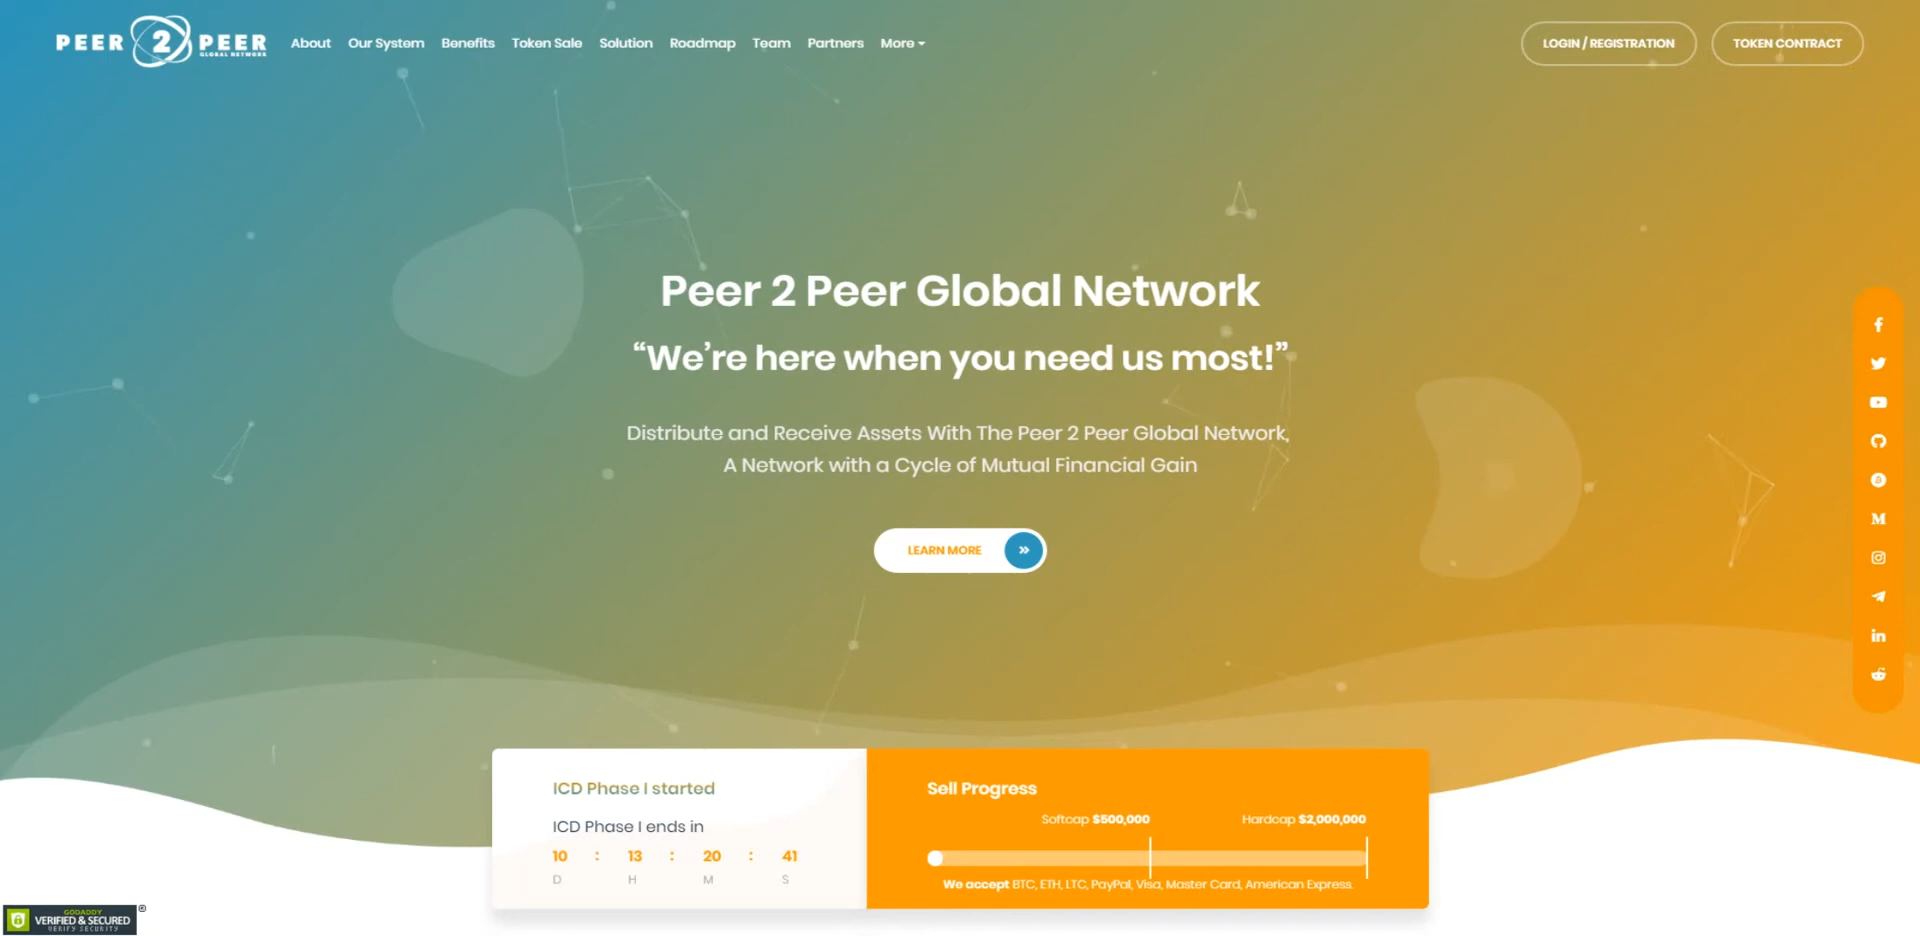 PEER 2 PEER
GLOBAL NETWORK
About Our System Benefits Token Sale Solution Roadmap Team Partners More
LOGIN / REGISTRATION
TOKEN CONTRACT
Peer 2 Peer Global Network
“We’re here when you need us most!”
Distribute and Receive Assets With The Peer 2 Peer Global Network,
A Network with a Cycle of Mutual Financial Gain
LEARN MORE
ICD Phase I started
ICD Phase I ends in
10 : 13 : 20 : 41
D H M S
Sell Progress
Softcap $500,000
Hardcap $2,000,000
We accept BTC, ETH, LTC, PayPal, Visa, Master Card, American Express.
GODADDY
VERIFIED & SECURED
VERIFY SECURITY